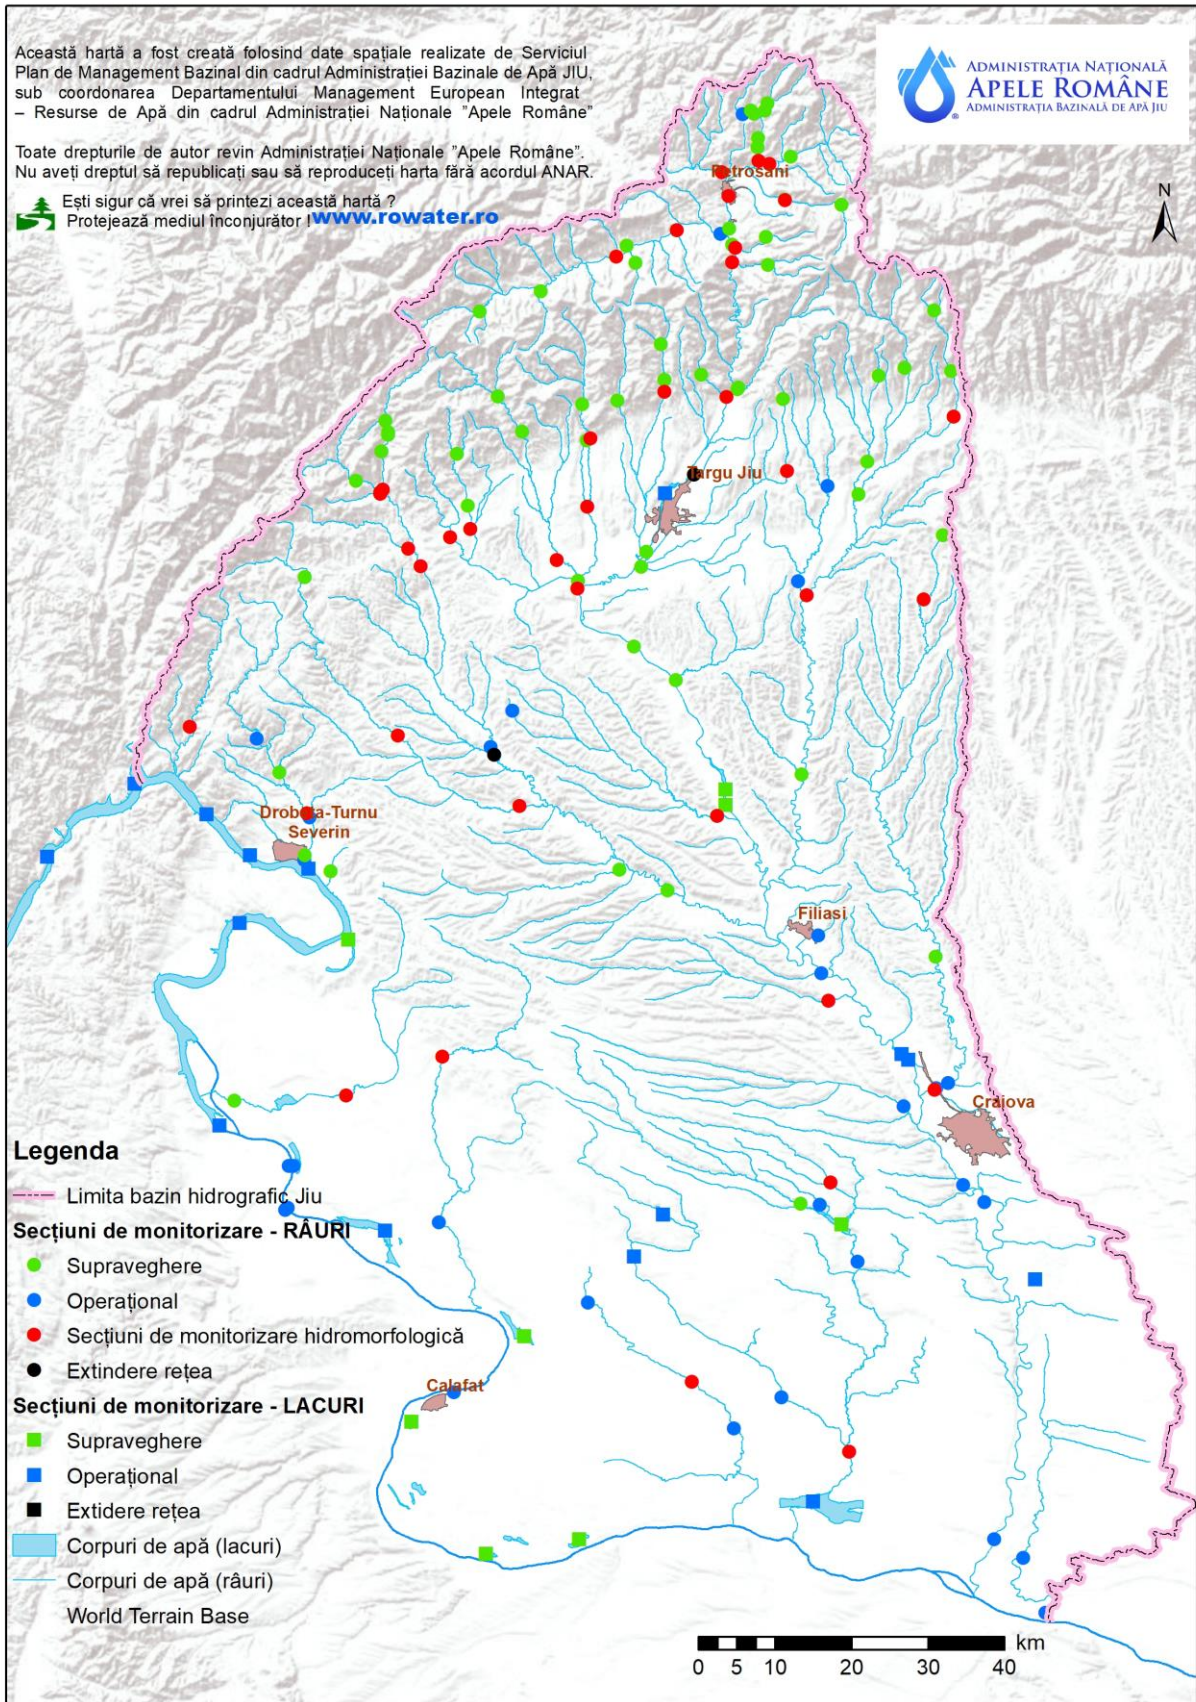 Această hartă a fost creată folosind date spațiale realizate de Serviciul
Plan de Management Bazinal din cadrul Administrației Bazinale de Apă JIU,
sub coordonarea Departamentului Management European Integrat
– Resurse de Apă din cadrul Administrației Naționale "Apele Române"
Toate drepturile de autor revin Administrației Naționale "Apele Române".
Nu aveți dreptul să republicați sau să reproduceți harta fără acordul ANAR.
Ești sigur că vrei să printezi această hartă ?
Protejează mediul înconjurător ! www.rowater.ro
ADMINISTRAȚIA NAȚIONALĂ
APELE ROMÂNE
ADMINISTRAȚIA BAZINALĂ DE APĂ JIU
®
N
Petrosani
Targu Jiu
Drobeta-Turnu
Severin
Filiasi
Craiova
Calafat
Legenda
Limita bazin hidrografic Jiu
Secțiuni de monitorizare - RÂURI
Supraveghere
Operațional
Secțiuni de monitorizare hidromorfologică
Extindere rețea
Secțiuni de monitorizare - LACURI
Supraveghere
Operațional
Extidere rețea
Corpuri de apă (lacuri)
Corpuri de apă (râuri)
World Terrain Base
km
0 5 10 20 30 40